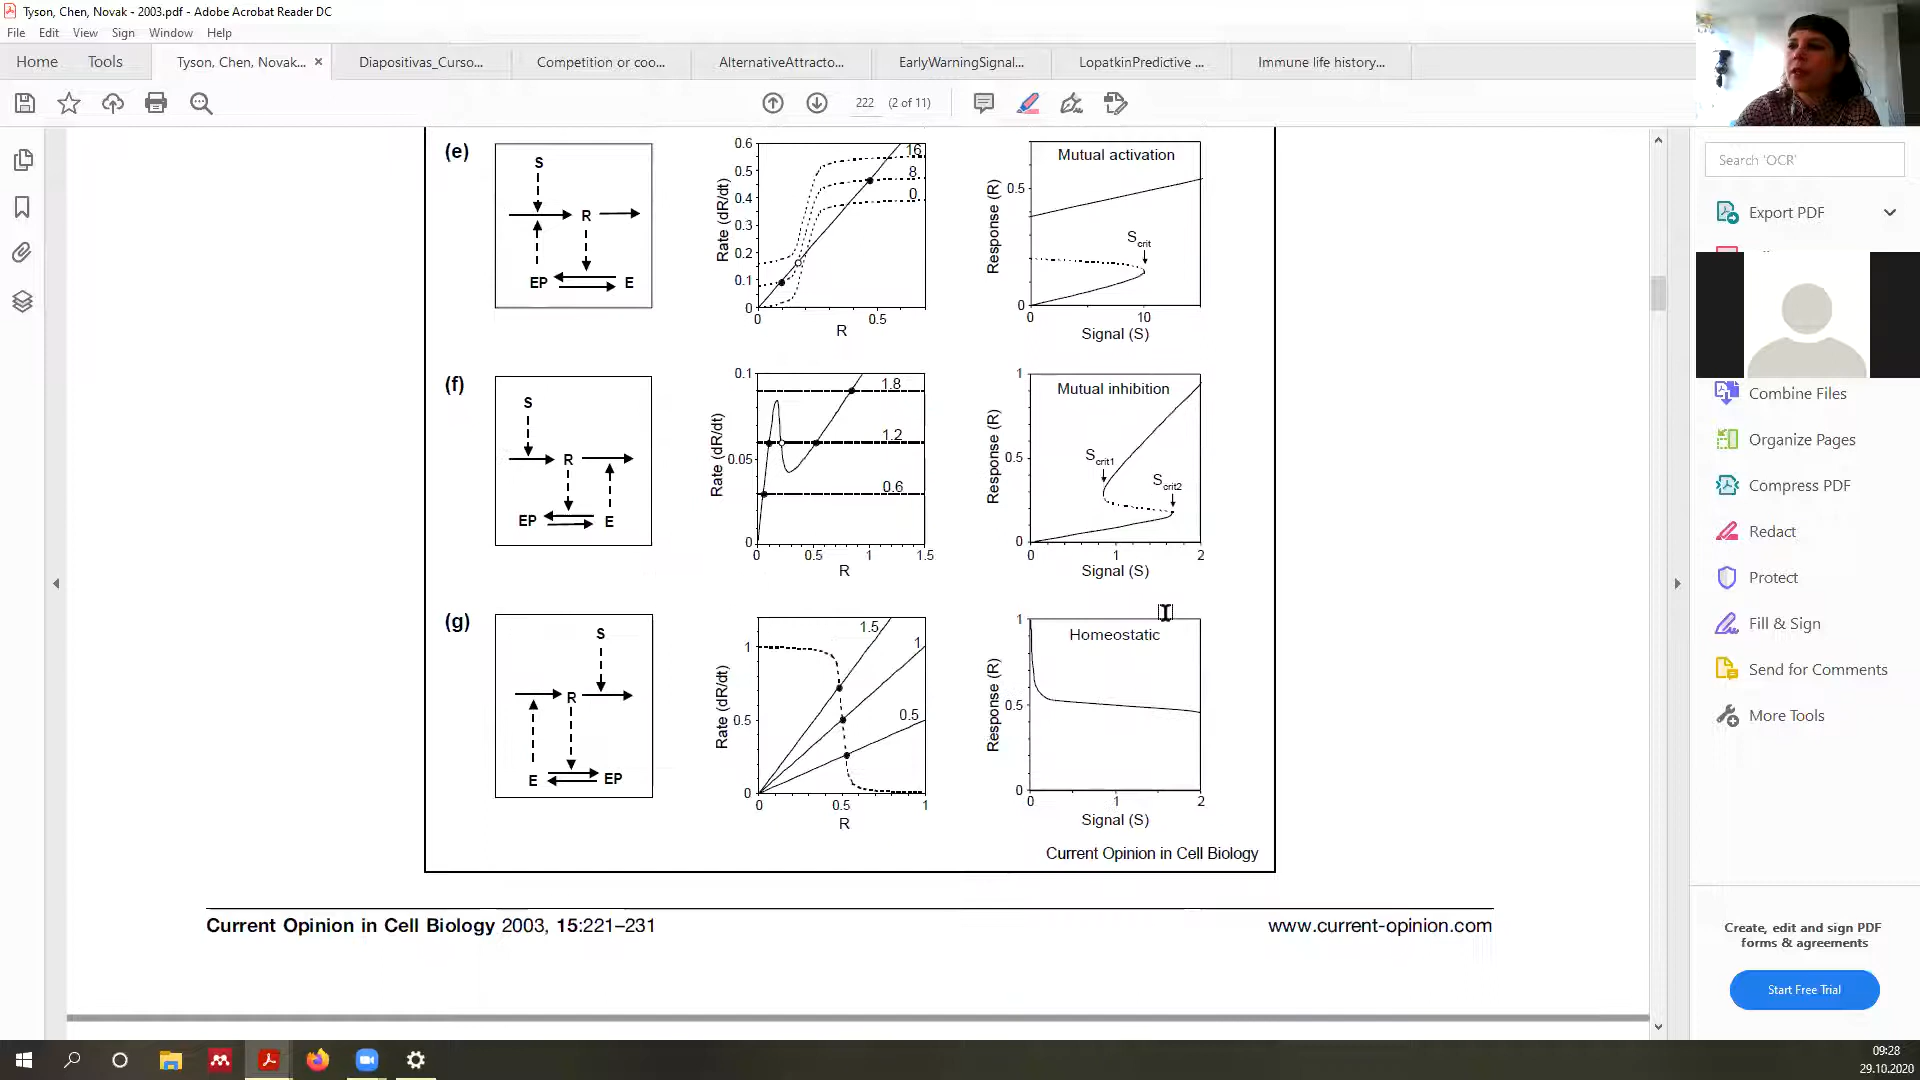 Tyson, Chen, Novak - 2003.pdf - Adobe Acrobat Reader DC
File Edit View Sign Window Help
Home Tools Tyson, Chen, Novak... × Diapositivas_Curso... Competition or coo... AlternativeAttracto... EarlyWarningSignal... LopatkinPredictive ... Immune life history...
222 (2 of 11)
Search 'OCR'
Export PDF
Combine Files
Organize Pages
Compress PDF
Redact
Protect
Fill & Sign
Send for Comments
More Tools
Create, edit and sign PDF
forms & agreements
Start Free Trial
(e)
S
R
EP E
Rate (dR/dt)
0.6
0.5
0.4
0.3
0.2
0.1
0
16
8
0
0 0.5
R
Mutual activation
Response (R)
0.5
0
Scrit
0 10
Signal (S)
(f)
S
R
EP E
Rate (dR/dt)
0.1
0.05
0
1.8
1.2
0.6
0 0.5 1 1.5
R
Mutual inhibition
Response (R)
1
0.5
0
Scrit1
Scrit2
0 1 2
Signal (S)
(g)
S
R
E EP
Rate (dR/dt)
1
0.5
0
1.5
1
0.5
0 0.5 1
R
Homeostatic
Response (R)
1
0.5
0
0 1 2
Signal (S)
Current Opinion in Cell Biology
Current Opinion in Cell Biology 2003, 15:221–231
www.current-opinion.com
09:28
29.10.2020